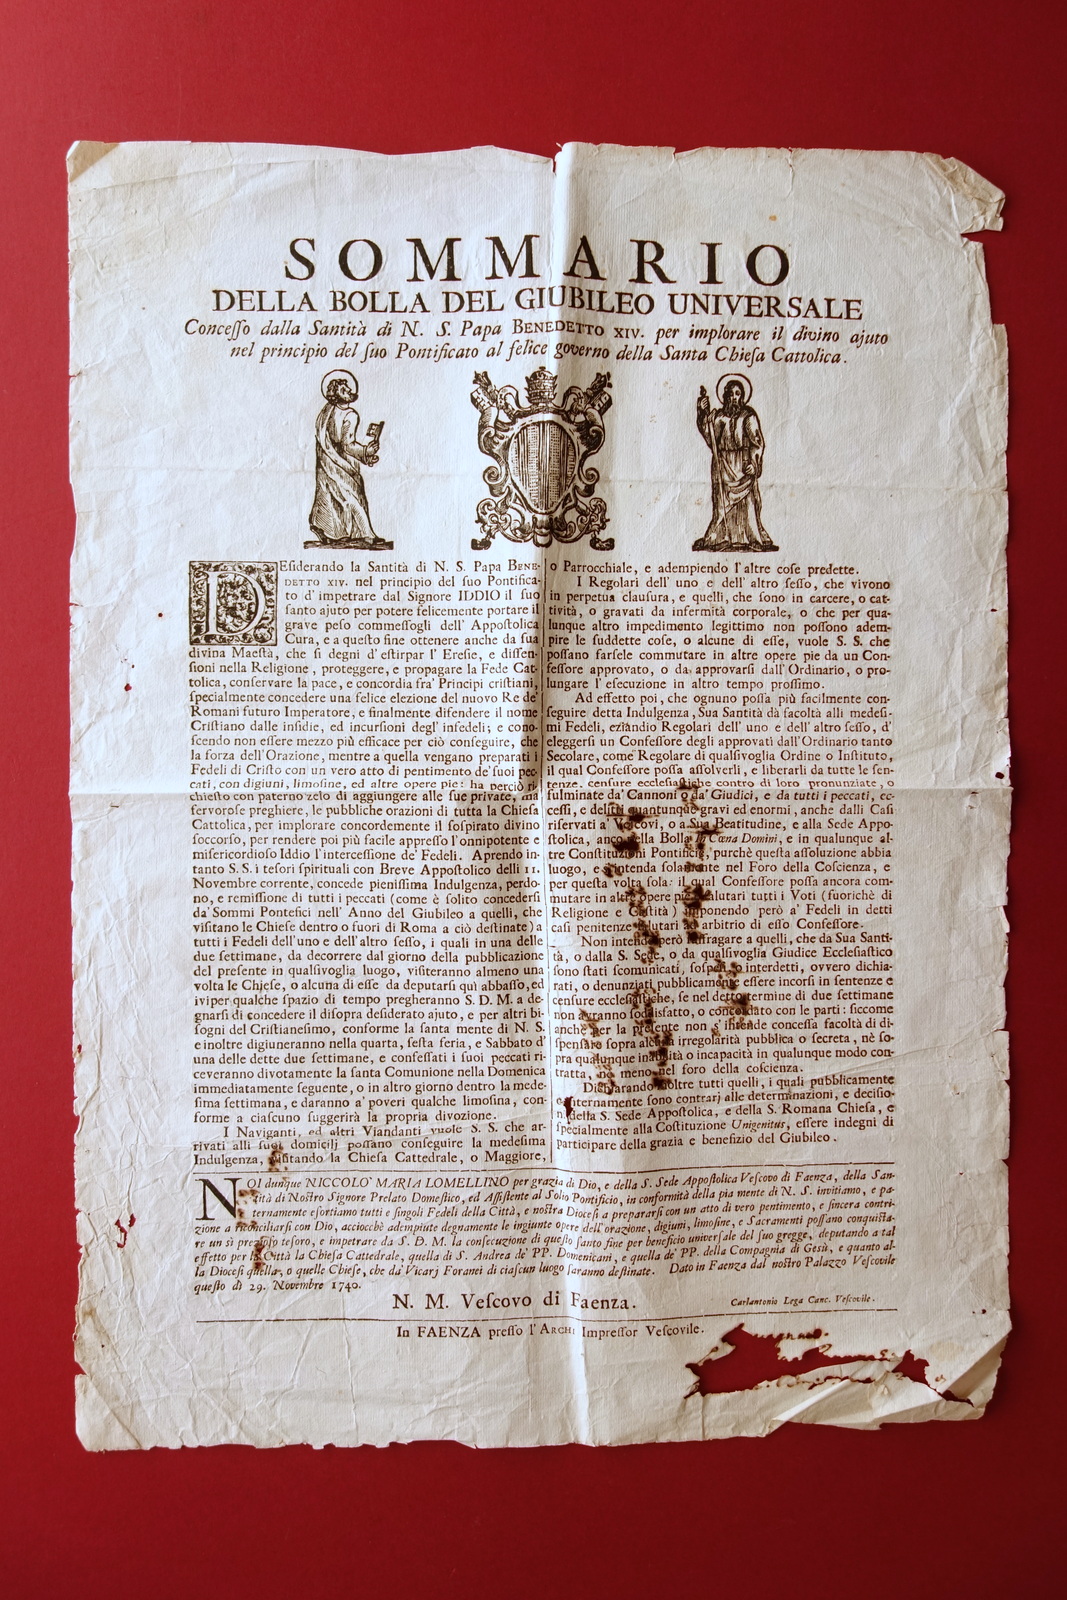 SOMMARIO
DELLA BOLLA DEL GIUBILEO UNIVERSALE
Conceſſo dalla Santità di N. S. Papa BENEDETTO XIV. per implorare il divino ajuto
nel principio del ſuo Pontificato al felice governo della Santa Chieſa Cattolica.
DEſiderando la Santità di N. S. Papa BENE-
DETTO XIV. nel principio del ſuo Pontifica-
to d' impetrare dal Signore IDDIO il ſuo
ſanto ajuto per potere felicemente portare il
grave peſo commeſſogli dell' Appoſtolica
Cura, e a queſto fine ottenere anche da ſua
divina Maeſtà, che ſi degni d' eſtirpar l' Ereſie, e diſſen-
ſioni nella Religione, proteggere, e propagare la Fede Cat-
tolica, conſervare la pace, e concordia fra' Principi criſtiani,
ſpecialmente concedere una felice elezione del nuovo Re de'
Romani futuro Imperatore, e finalmente difendere il nome
Criſtiano dalle inſidie, ed incurſioni degl' infedeli; e cono-
ſcendo non eſſere mezzo più efficace per ciò conſeguire, che
la forza dell'Orazione, mentre a quella vengano preparati i
Fedeli di Criſto con un vero atto di pentimento de' ſuoi pec-
cati, con digiuni, limoſine, ed altre opere pie: ha perciò ri-
chieſto con paterno zelo di aggiungere alle ſue private, ma
fervoroſe preghiere, le pubbliche orazioni di tutta la Chieſa
Cattolica, per implorare concordemente il ſoſpirato divino
ſoccorſo, per rendere poi più facile appreſſo l'onnipotente e
miſericordioſo Iddio l'interceſſione de' Fedeli. Aprendo in-
tanto S. S. i teſori ſpirituali con Breve Appoſtolico delli 11.
Novembre corrente, concede pieniſſima Indulgenza, perdo-
no, e remiſſione di tutti i peccati (come è ſolito concederſi
da' Sommi Pontefici nell' Anno del Giubileo a quelli, che
viſitano le Chieſe dentro o fuori di Roma a ciò deſtinate) a
tutti i Fedeli dell'uno e dell'altro ſeſſo, i quali in una delle
due ſettimane, da decorrere dal giorno della pubblicazione
del preſente in qualſivoglia luogo, viſiteranno almeno una
volta le Chieſe, o alcuna di eſſe da deputarſi quì abbaſſo, ed
ivi per qualche ſpazio di tempo pregheranno S. D. M. a de-
gnarſi di concedere il diſopra deſiderato ajuto, e per altri bi-
ſogni del Criſtianeſimo, conforme la ſanta mente di N. S.
e inoltre digiuneranno nella quarta, ſeſta feria, e Sabbato d'
una delle dette due ſettimane, e confeſſati i ſuoi peccati ri-
ceveranno divotamente la ſanta Comunione nella Domenica
immediatamente ſeguente, o in altro giorno dentro la mede-
ſima ſettimana, e daranno a' poveri qualche limoſina, con-
forme a ciaſcuno ſuggerirà la propria divozione.
I Naviganti, ed altri Viandanti vuole S. S. che ar-
rivati alli ſuoi domicilj poſſano conſeguire la medeſima
Indulgenza, viſitando la Chieſa Cattedrale, o Maggiore,
o Parrocchiale, e adempiendo l'altre coſe predette.
I Regolari dell' uno e dell' altro ſeſſo, che vivono
in perpetua clauſura, e quelli, che ſono in carcere, o cat-
tività, o gravati da infermità corporale, o che per qua-
lunque altro impedimento legittimo non poſſono adem-
pire le ſuddette coſe, o alcune di eſſe, vuole S. S. che
poſſano farſele commutare in altre opere pie da un Con-
feſſore approvato, o da approvarſi dall' Ordinario, o pro-
lungare l' eſecuzione in altro tempo proſſimo.
Ad effetto poi, che ognuno poſſa più facilmente con-
ſeguire detta Indulgenza, Sua Santità da facoltà alli medeſi-
mi Fedeli, eziandio Regolari dell' uno e dell' altro ſeſſo, d'
eleggerſi un Confeſſore degli approvati dall'Ordinario tanto
Secolare, come Regolare di qualſivoglia Ordine o Inſtituto,
il qual Confeſſore poſſa aſſolverli, e liberarli da tutte le ſen-
tenze, cenſure eccleſiaſtiche contro di loro pronunziate, o
fulminate da' Cannoni o da' Giudici, e da tutti i peccati, ec-
ceſſi, e delitti quantunque gravi ed enormi, anche dalli Caſi
riſervati a' Veſcovi, o a Sua Beatitudine, e alla Sede Appo-
ſtolica, anco nella Bolla In Cœna Domini, e in qualunque al-
tre Conſtituzioni Pontificie, purchè queſta aſſoluzione abbia
luogo, e s'intenda ſolamente nel Foro della Coſcienza, e
per queſta volta ſola: il qual Confeſſore poſſa ancora com-
mutare in altre opere pie ſalutari tutti i Voti (fuorichè di
Religione e Caſtità) imponendo però a' Fedeli in detti
caſi penitenze ſalutari ad arbitrio di eſſo Confeſſore.
Non intende però ſuffragare a quelli, che da Sua Santi-
tà, o dalla S. Sede, o da qualſivoglia Giudice Eccleſiaſtico
ſono ſtati ſcomunicati, ſoſpeſi, o interdetti, ovvero dichia-
rati, o denunziati pubblicamente eſſere incorſi in ſentenze e
cenſure eccleſiaſtiche, ſe nel detto termine di due ſettimane
non avranno ſoddisfatto, o concordato con le parti: ſiccome
anche per la preſente non s'intende conceſſa facoltà di di-
ſpenſare ſopra alcuna irregolarità pubblica o ſecreta, nè ſo-
pra qualunque inabilità o incapacità in qualunque modo con-
tratta, nè meno nel foro della coſcienza.
Dichiarando inoltre tutti quelli, i quali pubblicamente
eſternamente ſono contrarj alle determinazioni, e deciſio-
ni della S. Sede Appoſtolica, e della S. Romana Chieſa, e
ſpecialmente alla Coſtituzione Unigenitus, eſſere indegni di
participare della grazia e benefizio del Giubileo.
NOI dunque NICCOLO' MARIA LOMELLINO per grazia di Dio, e della S. Sede Appoſtolica Veſcovo di Faenza, della San-
tità di Noſtro Signore Prelato Domeſtico, ed Aſſiſtente al Solio Pontificio, in conformità della pia mente di N. S. invitiamo, e pa-
ternamente eſortiamo tutti e ſingoli Fedeli della Città, e noſtra Dioceſi a prepararſi con un atto di vero pentimento, e ſincera contri-
zione a riconciliarſi con Dio, acciocchè adempiute degnamente le ingiunte opere dell'orazione, digiuni, limoſine, e Sacramenti poſſano conquiſta-
re un sì prezioſo teſoro, e impetrare da S. D. M. la conſecuzione di queſto ſanto fine per beneficio univerſale del ſuo gregge, deputando a tal
effetto per la Città la Chieſa Cattedrale, quella di S. Andrea de' PP. Domenicani, e quella de' PP. della Compagnia di Gesù, e quanto al-
la Dioceſi quella, o quelle Chieſe, che da' Vicarj Foranei di ciaſcun luogo ſaranno deſtinate. Dato in Faenza dal noſtro Palazzo Veſcovile
queſto dì 29. Novembre 1740.
N. M. Veſcovo di Faenza.
Carlantonio Lega Canc. Veſcovile.
In FAENZA preſſo l'ARCHI Impreſſor Veſcovile.